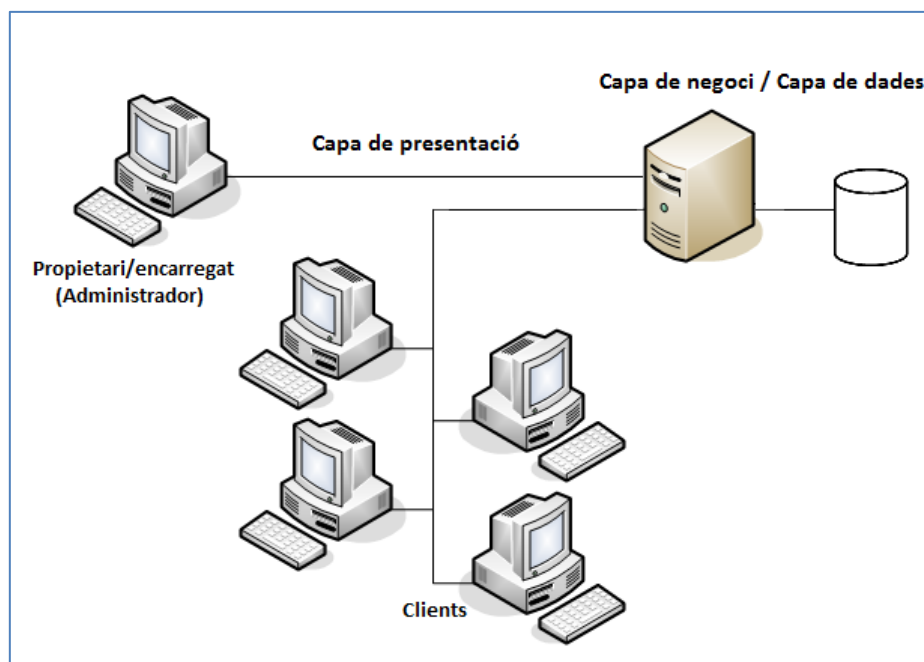 Capa de negoci / Capa de dades
Capa de presentació
Propietari/encarregat
(Administrador)
Clients